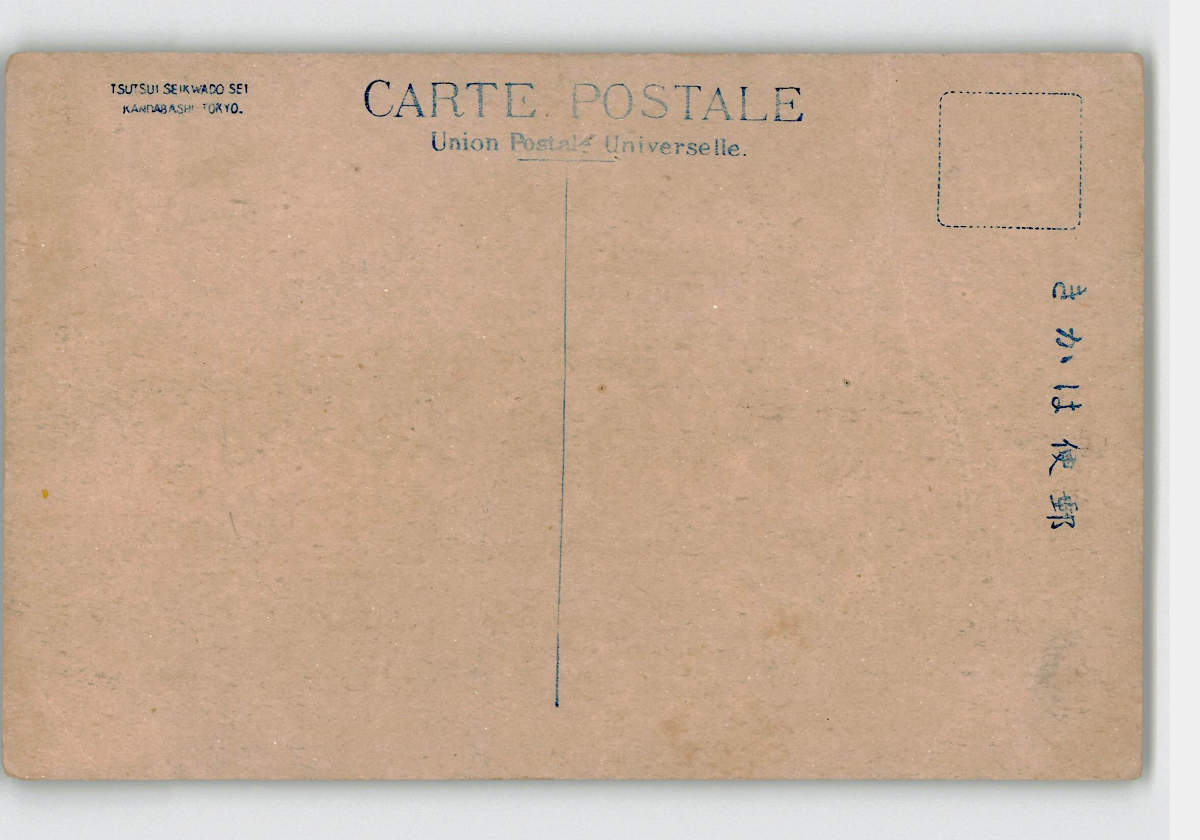 TSUTSUI SEIKWADO SEI
KANDABASHI TOKYO.
CARTE POSTALE
Union Postale Universelle.
きかは便郵